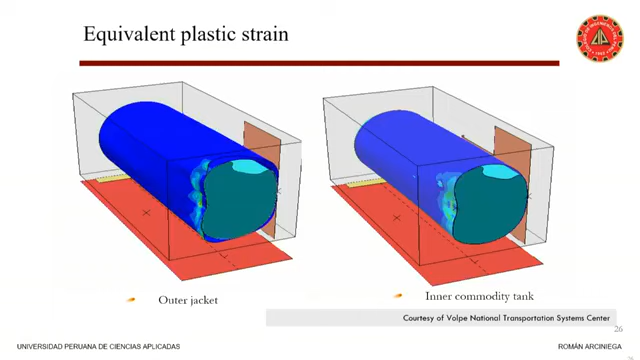 Equivalent plastic strain
Outer jacket
Inner commodity tank
Courtesy of Volpe National Transportation Systems Center
26
UNIVERSIDAD PERUANA DE CIENCIAS APLICADAS
ROMÁN ARCINIEGA